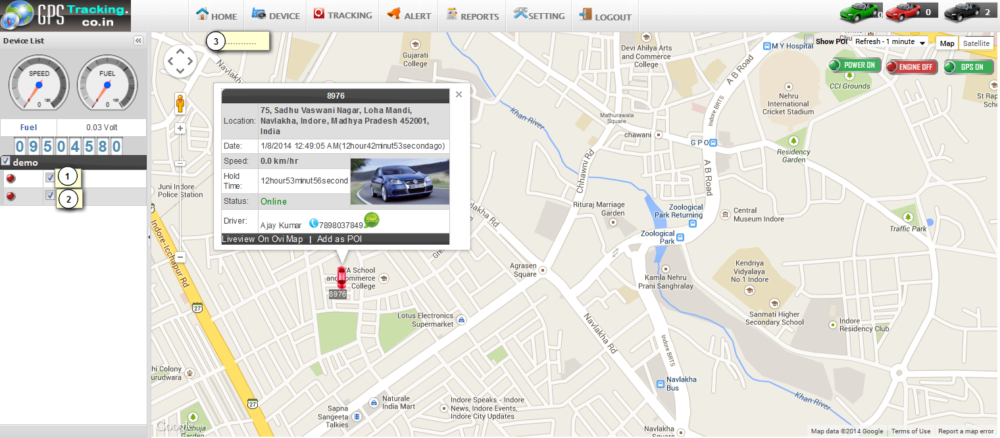 GPS Tracking.
co.in
HOME
DEVICE
TRACKING
ALERT
REPORTS
SETTING
LOGOUT
0
0
2
Device List
3 ............
SPEED
0
FUEL
0
Fuel
0.03 Volt
09504580
demo
1
2
Show POI
Refresh - 1 minute
Map
Satellite
POWER ON
ENGINE OFF
GPS ON
8976
Location:
75, Sadhu Vaswani Nagar, Loha Mandi,
Navlakha, Indore, Madhya Pradesh 452001,
India
Date:
1/8/2014 12:49:05 AM(12hour42minut53secondago)
Speed:
0.0 km/hr
Hold
Time:
12hour53minut56second
Status:
Online
Driver:
Ajay Kumar
7898037849
SMS
Liveview On Ovi Map | Add as POI
8976
Gujarati
College
Devi Ahilya Arts
and Commerce
College
M Y Hospital
A B Road
CCI Grounds
Nehru
International
Cricket Stadium
St Rap
Indore BRTS
Khan River
Mathurawala
Square
chawani
G P O
Residency
Garden
A B Road
Chhawni Rd
Juni Indore
Police Station
Rituraj Marriage
Garden
Zoological
Park Returning
Central
Museum Indore
Zoological
Park
Traffic Park
Indore-Icchapur Rd
Agrasen
Square
Kamla Nehru
Prani Sanghralay
Kendriya
Vidyalaya
No.1 Indore
School
and Commerce
College
27
Lotus Electronics
Supermarket
Navlakha Rd
Sanmati Higher
Secondary School
Indore
Residency Club
Indore BRTS
Navlakha
Bus
Khan River
27
Naturale
India Mart
Sapna
Sangeeta
Talkies
Indore Speaks - Indore
News, Indore Events,
Indore City Updates
Navlakha
Square
Google
Garden
Map data ©2014 Google
Terms of Use
Report a map error